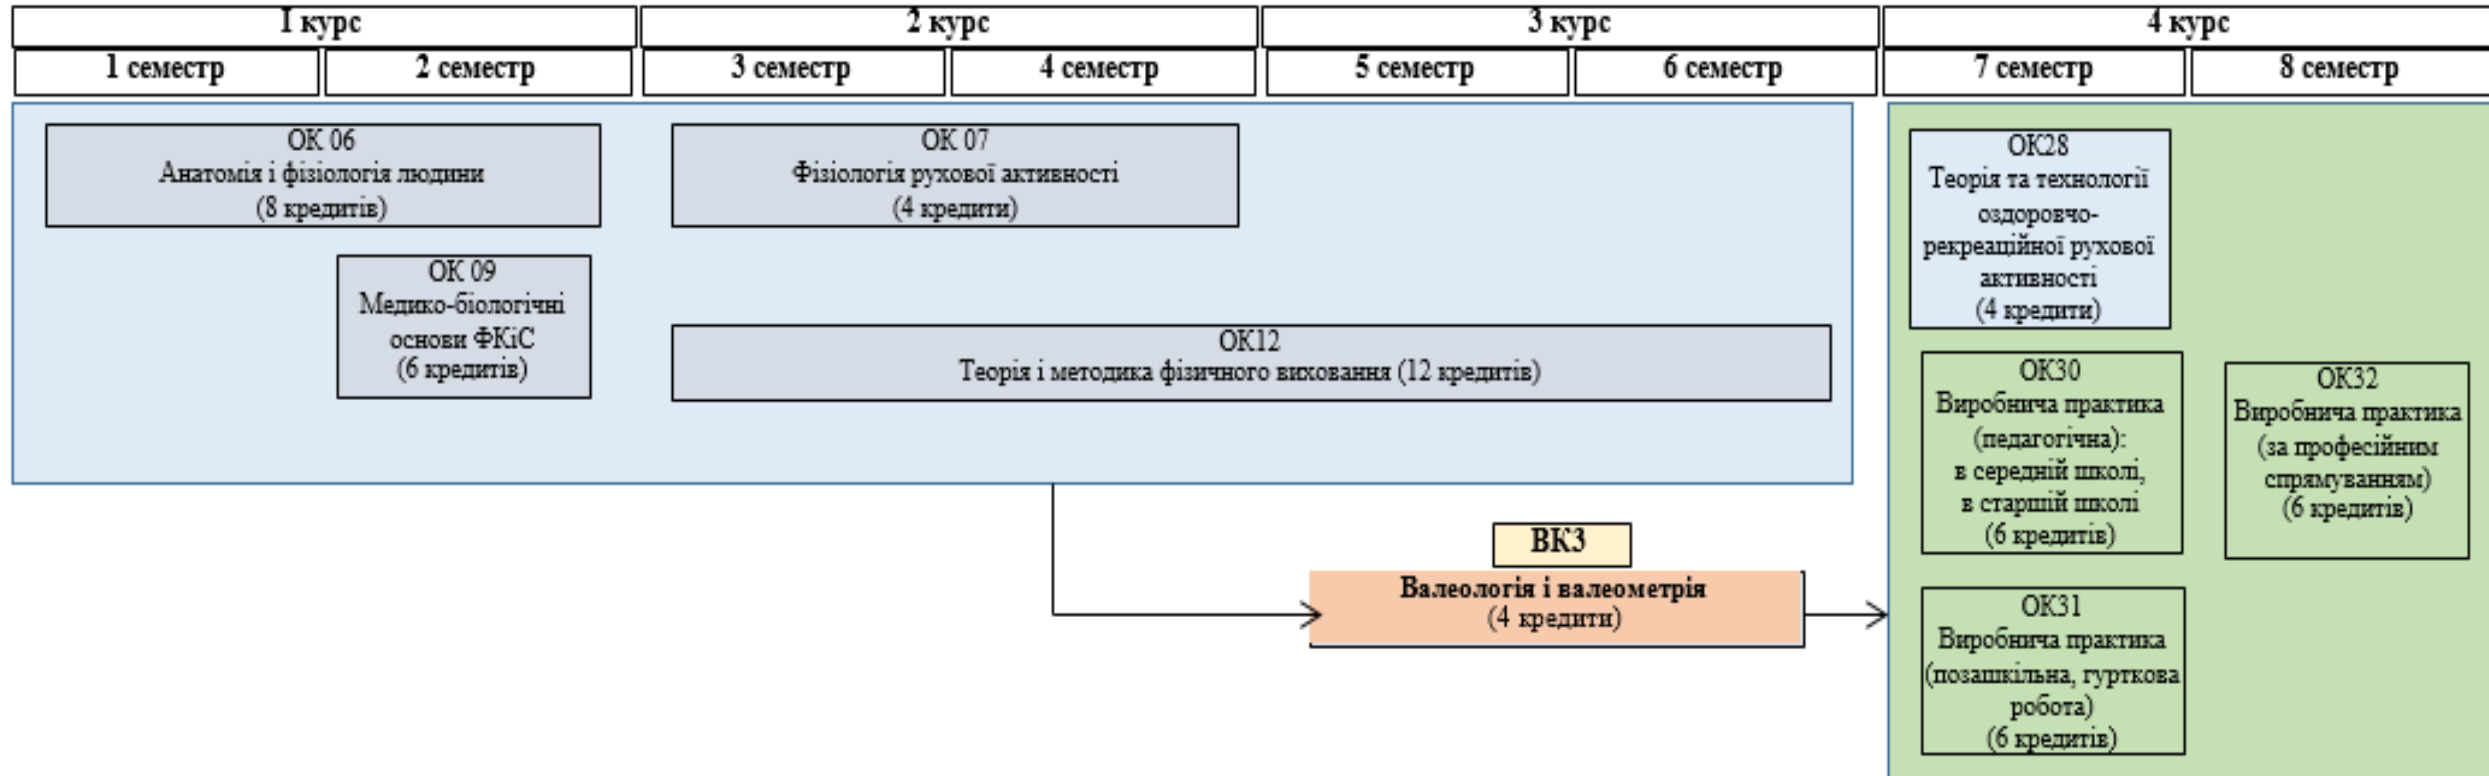 1 курс
2 курс
3 курс
4 курс
1 семестр
2 семестр
3 семестр
4 семестр
5 семестр
6 семестр
7 семестр
8 семестр
ОК 06
Анатомія і фізіологія людини
(8 кредитів)
ОК 07
Фізіологія рухової активності
(4 кредити)
ОК 09
Медико-біологічні
основи ФКіС
(6 кредитів)
ОК12
Теорія і методика фізичного виховання (12 кредитів)
ВК3
Валеологія і валеометрія
(4 кредити)
ОК28
Теорія та технології
оздоровчо-
рекреаційної рухової
активності
(4 кредити)
ОК30
Виробнича практика
(педагогічна):
в середній школі,
в старшій школі
(6 кредитів)
ОК31
Виробнича практика
(позашкільна, гурткова
робота)
(6 кредитів)
ОК32
Виробнича практика
(за професійним
спрямуванням)
(6 кредитів)